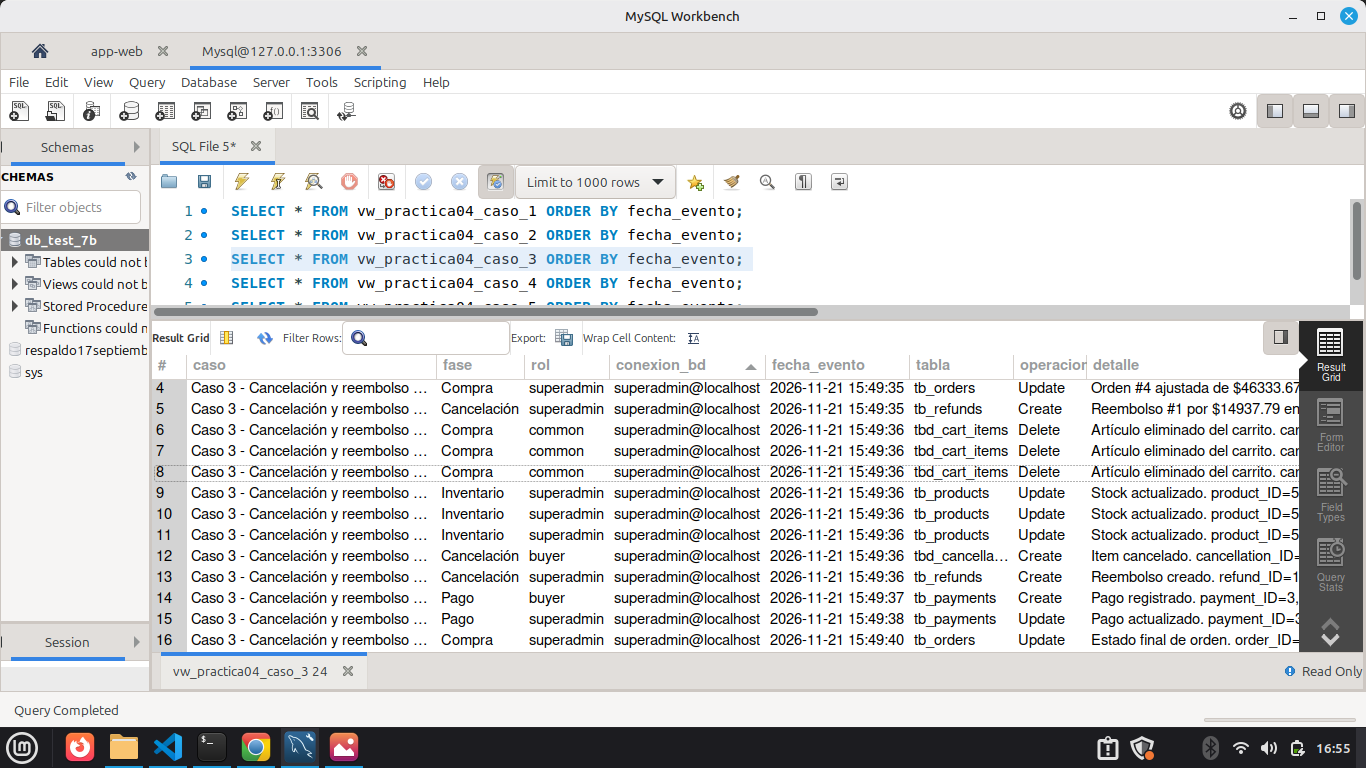 MySQL Workbench
app-web
Mysql@127.0.0.1:3306
File Edit View Query Database Server Tools Scripting Help
Schemas
SCHEMAS
Filter objects
db_test_7b
Tables could not b
Views could not b
Stored Procedure
Functions could n
respaldo17septiemb
sys
Session
SQL File 5*
Limit to 1000 rows
1 SELECT * FROM vw_practica04_caso_1 ORDER BY fecha_evento;
2 SELECT * FROM vw_practica04_caso_2 ORDER BY fecha_evento;
3 SELECT * FROM vw_practica04_caso_3 ORDER BY fecha_evento;
4 SELECT * FROM vw_practica04_caso_4 ORDER BY fecha_evento;
Result Grid Filter Rows: Export: Wrap Cell Content:
# caso fase rol conexion_bd fecha_evento tabla operacion detalle
4 Caso 3 - Cancelación y reembolso ... Compra superadmin superadmin@localhost 2026-11-21 15:49:35 tb_orders Update Orden #4 ajustada de $46333.67
5 Caso 3 - Cancelación y reembolso ... Cancelación superadmin superadmin@localhost 2026-11-21 15:49:35 tb_refunds Create Reembolso #1 por $14937.79 en
6 Caso 3 - Cancelación y reembolso ... Compra common superadmin@localhost 2026-11-21 15:49:36 tbd_cart_items Delete Artículo eliminado del carrito. car
7 Caso 3 - Cancelación y reembolso ... Compra common superadmin@localhost 2026-11-21 15:49:36 tbd_cart_items Delete Artículo eliminado del carrito. car
8 Caso 3 - Cancelación y reembolso ... Compra common superadmin@localhost 2026-11-21 15:49:36 tbd_cart_items Delete Artículo eliminado del carrito. car
9 Caso 3 - Cancelación y reembolso ... Inventario superadmin superadmin@localhost 2026-11-21 15:49:36 tb_products Update Stock actualizado. product_ID=5
10 Caso 3 - Cancelación y reembolso ... Inventario superadmin superadmin@localhost 2026-11-21 15:49:36 tb_products Update Stock actualizado. product_ID=5
11 Caso 3 - Cancelación y reembolso ... Inventario superadmin superadmin@localhost 2026-11-21 15:49:36 tb_products Update Stock actualizado. product_ID=5
12 Caso 3 - Cancelación y reembolso ... Cancelación buyer superadmin@localhost 2026-11-21 15:49:36 tbd_cancella... Create Item cancelado. cancellation_ID=
13 Caso 3 - Cancelación y reembolso ... Cancelación superadmin superadmin@localhost 2026-11-21 15:49:36 tb_refunds Create Reembolso creado. refund_ID=1
14 Caso 3 - Cancelación y reembolso ... Pago buyer superadmin@localhost 2026-11-21 15:49:37 tb_payments Create Pago registrado. payment_ID=3,
15 Caso 3 - Cancelación y reembolso ... Pago superadmin superadmin@localhost 2026-11-21 15:49:38 tb_payments Update Pago actualizado. payment_ID=3
16 Caso 3 - Cancelación y reembolso ... Compra superadmin superadmin@localhost 2026-11-21 15:49:40 tb_orders Update Estado final de orden. order_ID=
Result
Grid
Form
Editor
Field
Types
Query
Stats
vw_practica04_caso_3 24
Read Only
Query Completed
16:55